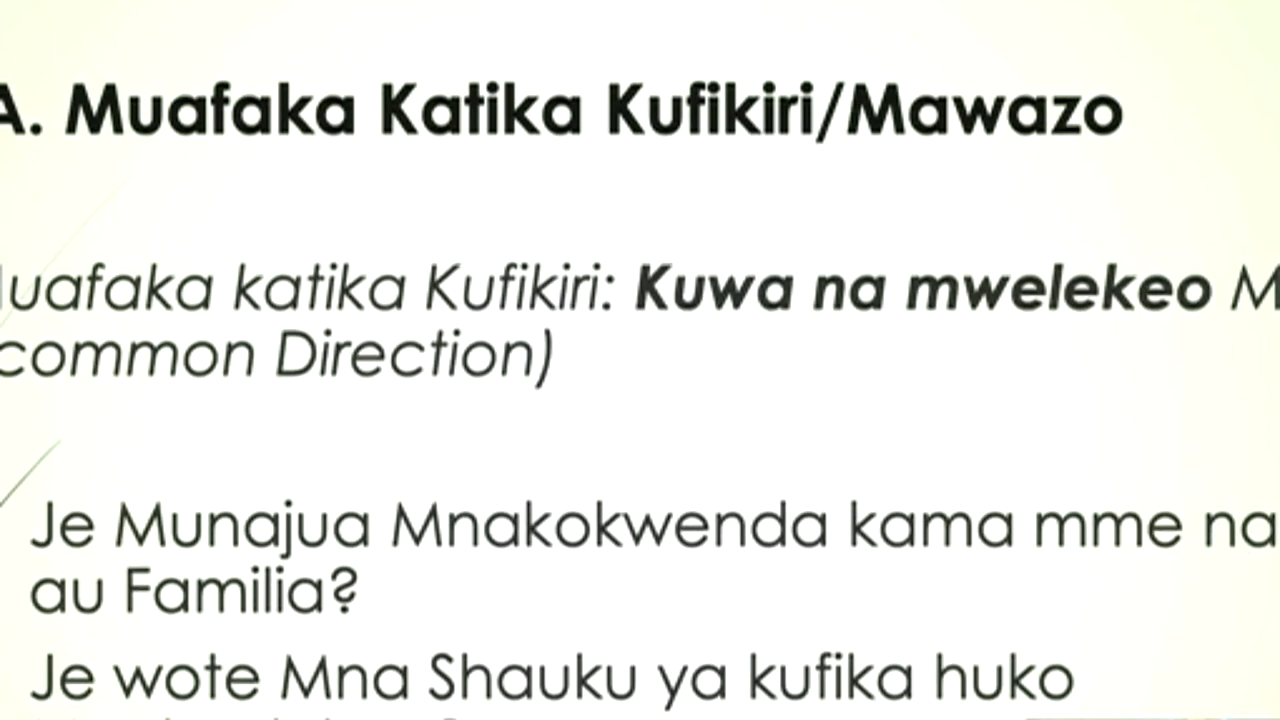 A. Muafaka Katika Kufikiri/Mawazo
uafaka katika Kufikiri: Kuwa na mwelekeo M
common Direction)
Je Munajua Mnakokwenda kama mme na
au Familia?
Je wote Mna Shauku ya kufika huko